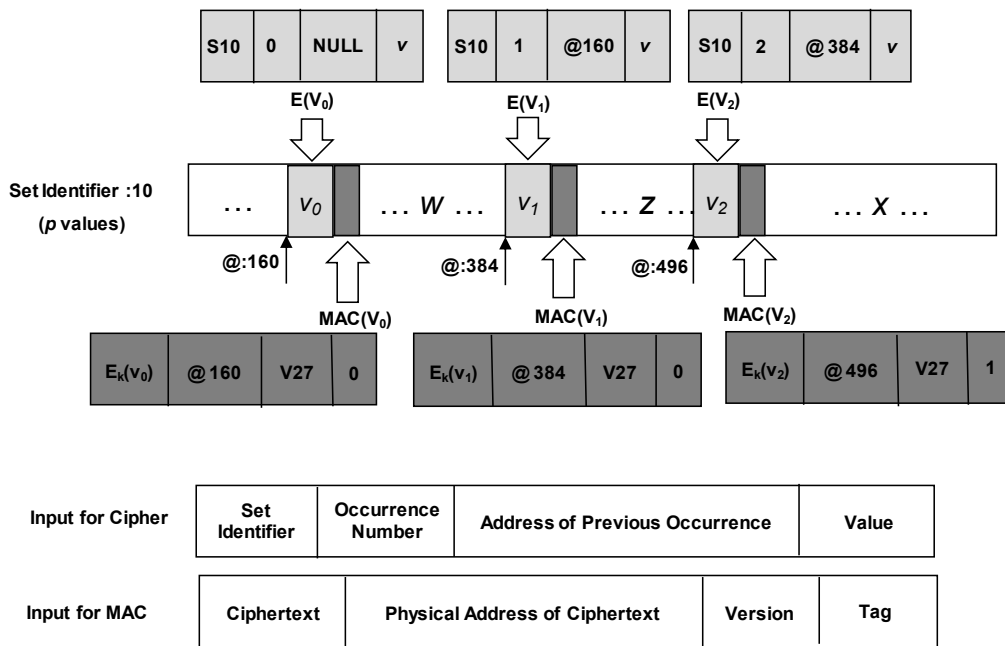 S10 0 NULL v S10 1 @160 v S10 2 @384 v
E(V0) E(V1) E(V2)
Set Identifier :10
(p values)
... v0 ... W ... v1 ... Z ... v2 ... X ...
@:160 @:384 @:496
MAC(V0) MAC(V1) MAC(V2)
Ek(v0) @160 V27 0 Ek(v1) @384 V27 0 Ek(v2) @496 V27 1
Input for Cipher
Set Identifier
Occurrence Number
Address of Previous Occurrence
Value
Input for MAC
Ciphertext
Physical Address of Ciphertext
Version
Tag